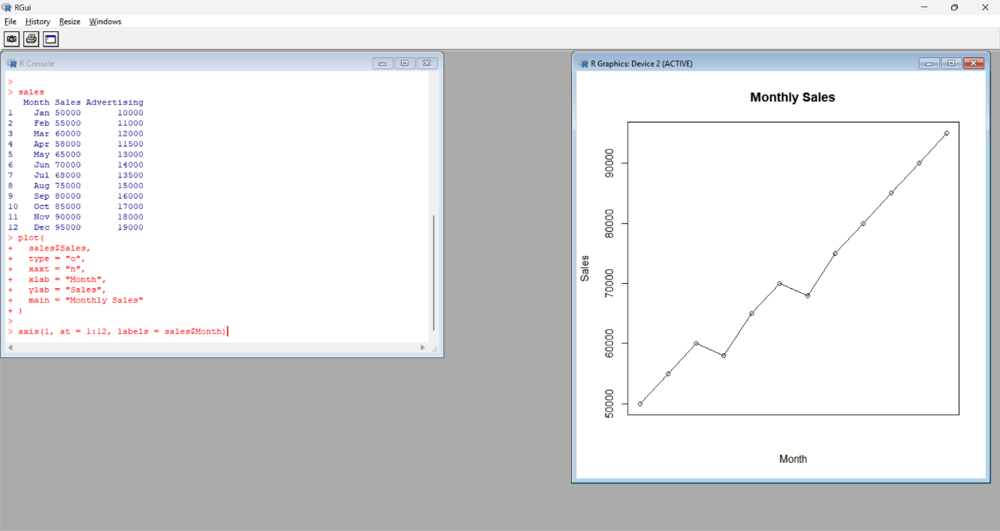 RGui
File History Resize Windows
R Console
>
> sales
   Month Sales Advertising
1    Jan 50000       10000
2    Feb 55000       11000
3    Mar 60000       12000
4    Apr 58000       11500
5    May 65000       13000
6    Jun 70000       14000
7    Jul 68000       13500
8    Aug 75000       15000
9    Sep 80000       16000
10   Oct 85000       17000
11   Nov 90000       18000
12   Dec 95000       19000
> plot(
+   sales$Sales,
+   type = "o",
+   xaxt = "n",
+   xlab = "Month",
+   ylab = "Sales",
+   main = "Monthly Sales"
+ )
>
> axis(1, at = 1:12, labels = sales$Month)
R Graphics: Device 2 (ACTIVE)
Monthly Sales
90000
80000
70000
60000
50000
Sales
Month